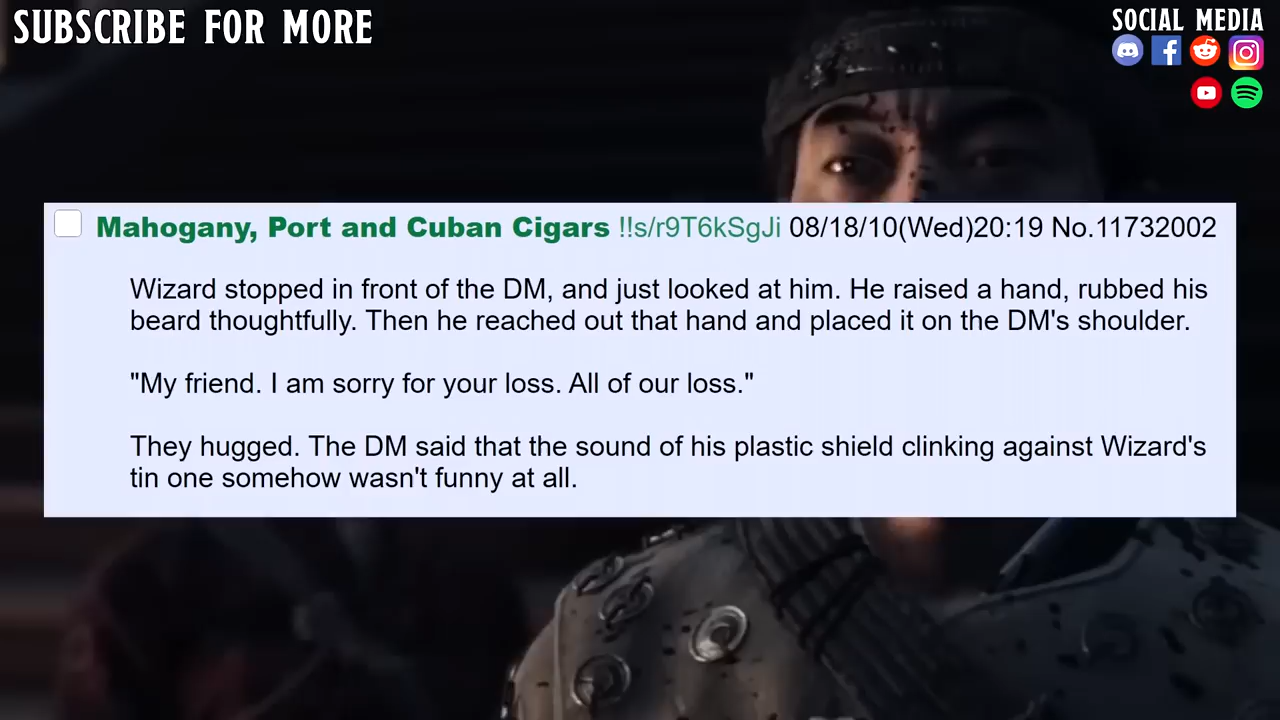 SUBSCRIBE FOR MORE
SOCIAL MEDIA
Mahogany, Port and Cuban Cigars !!s/r9T6kSgJi 08/18/10(Wed)20:19 No.11732002
Wizard stopped in front of the DM, and just looked at him. He raised a hand, rubbed his
beard thoughtfully. Then he reached out that hand and placed it on the DM's shoulder.
"My friend. I am sorry for your loss. All of our loss."
They hugged. The DM said that the sound of his plastic shield clinking against Wizard's
tin one somehow wasn't funny at all.